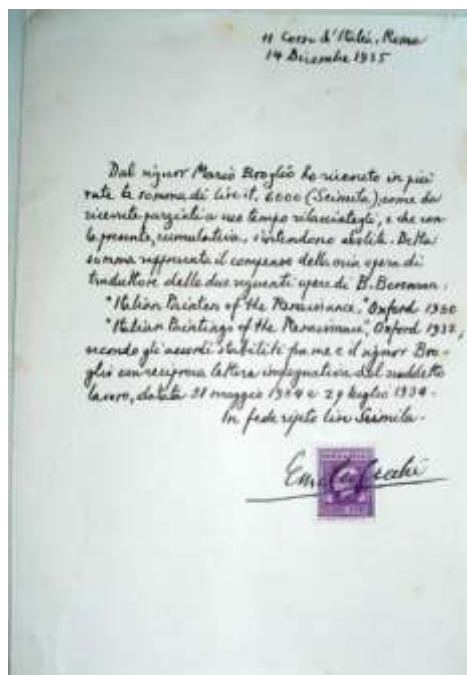 11 Corso d'Italia, Roma
14 Dicembre 1935
Dal signor Mario Broglio ho ricevuto in più
rate la somma di Lire it. 6000 (Seimila), come da
ricevute parziali a suo tempo rilasciategli, e che con
la presente, cumulativa, s'intendono abolite. Detta
somma rappresenta il compenso della mia opera di
traduttore delle due seguenti opere di B. Berenson:
"Italian Painters of the Renaissance," Oxford 1930
"Italian Paintings of the Renaissance," Oxford 1932,
secondo gli accordi stabiliti fra me e il signor Bro-
glio con reciproca lettera impegnativa del suddetto
lavoro, datata 31 maggio 1934 e 29 luglio 1934.
In fede ripeto Lire Seimila.
Emilio Cecchi